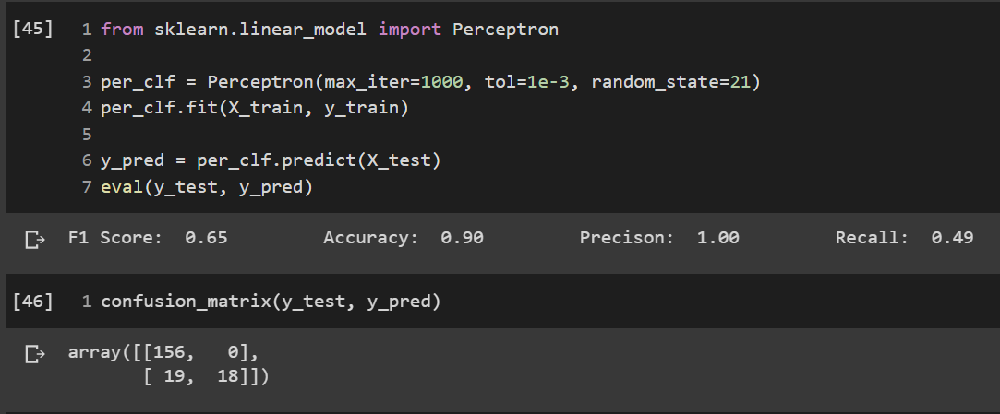 [45] 1 from sklearn.linear_model import Perceptron
2
3 per_clf = Perceptron(max_iter=1000, tol=1e-3, random_state=21)
4 per_clf.fit(X_train, y_train)
5
6 y_pred = per_clf.predict(X_test)
7 eval(y_test, y_pred)
F1 Score: 0.65 Accuracy: 0.90 Precison: 1.00 Recall: 0.49
[46] 1 confusion_matrix(y_test, y_pred)
array([[156, 0],
[ 19, 18]])